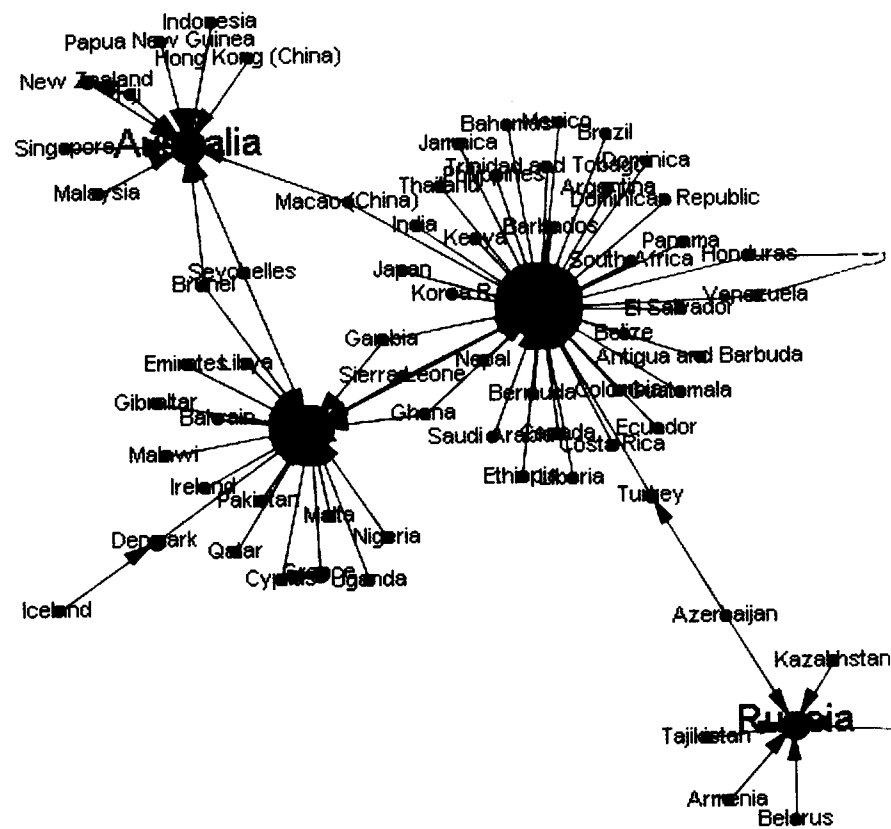 Indonesia
Papua New Guinea
Hong Kong (China)
New Zealand
Fiji
Singapore
Australia
Malaysia
Macao (China)
Seychelles
Brunei
Bahamas
Mexico
Brazil
Jamaica
Trinidad and Tobago
Dominica
Philippines
Thailand
Argentina
Dominican Republic
India
Kenya
Barbados
Panama
Honduras
South Africa
Japan
Korea R.
Venezuela
El Salvador
Belize
Gambia
Nepal
Antigua and Barbuda
Sierra Leone
Emirates
Libya
Bermuda
Colombia
Guatemala
Gibraltar
Bahrain
Ghana
Saudi Arabia
Canada
Ecuador
Costa Rica
Malawi
Ireland
Pakistan
Ethiopia
Liberia
Turkey
Malta
Denmark
Qatar
Nigeria
Cyprus
Greece
Uganda
Iceland
Azerbaijan
Kazakhstan
Russia
Tajikistan
Armenia
Belarus